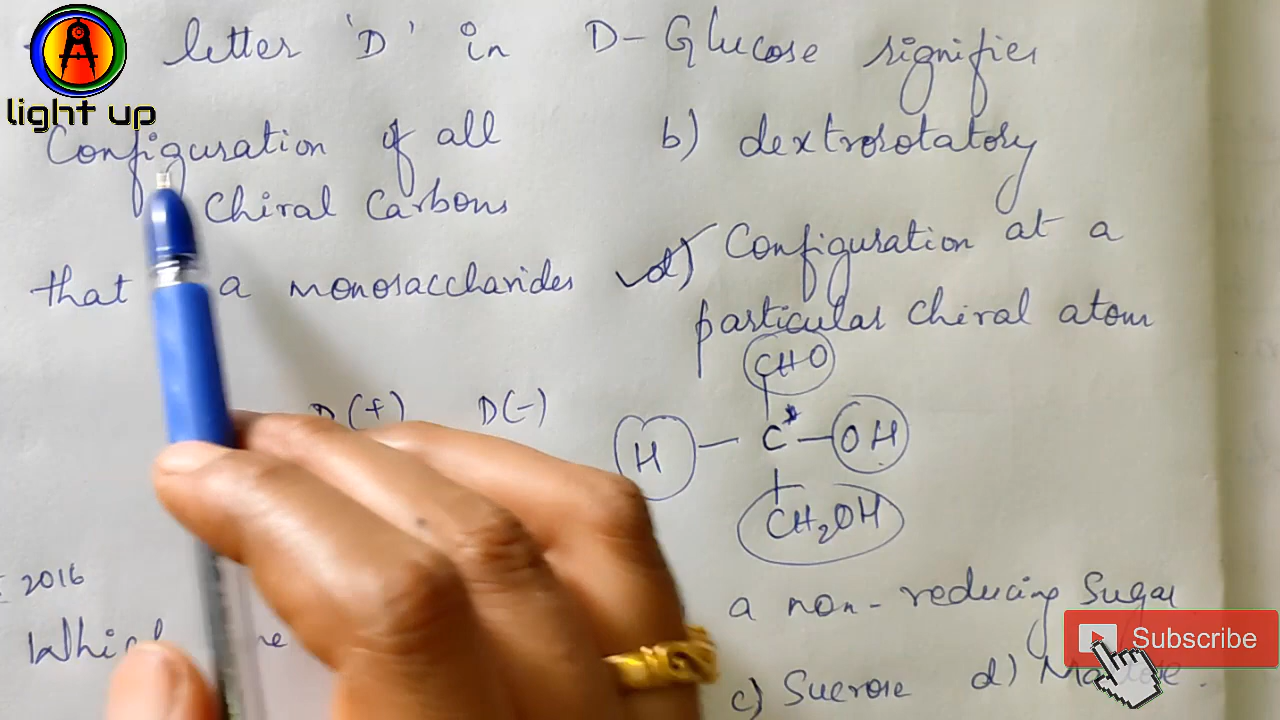 letter 'D' in D-Glucose signifies
light up
Configuration of all b) dextrorotatory
Chiral Carbons
that a monosaccharides d) Configuration at a
particular chiral atom
CHO
D(+) D(-)
H - C* - OH
CH₂OH
2016
a non-reducing Sugar
Subscribe
c) Sucrose d)